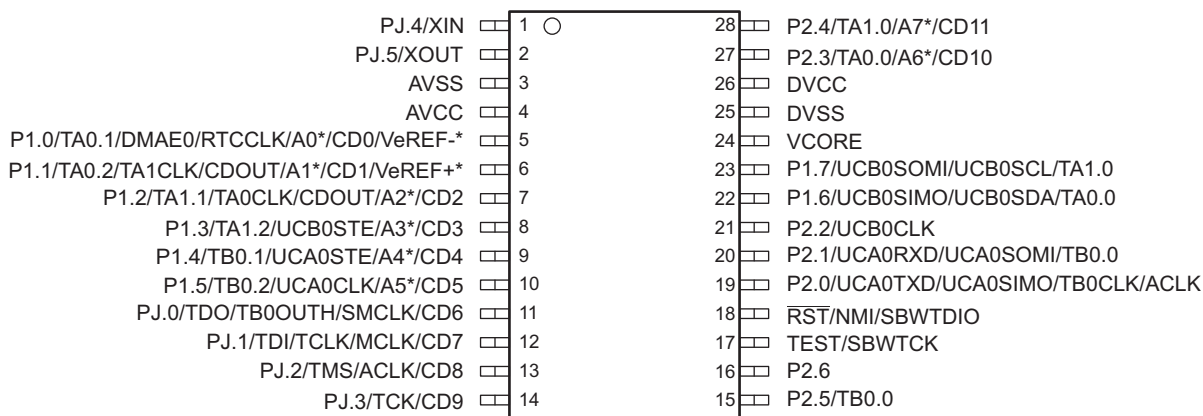 PJ.4/XIN 1 28 P2.4/TA1.0/A7*/CD11
PJ.5/XOUT 2 27 P2.3/TA0.0/A6*/CD10
AVSS 3 26 DVCC
AVCC 4 25 DVSS
P1.0/TA0.1/DMAE0/RTCCLK/A0*/CD0/VeREF-* 5 24 VCORE
P1.1/TA0.2/TA1CLK/CDOUT/A1*/CD1/VeREF+* 6 23 P1.7/UCB0SOMI/UCB0SCL/TA1.0
P1.2/TA1.1/TA0CLK/CDOUT/A2*/CD2 7 22 P1.6/UCB0SIMO/UCB0SDA/TA0.0
P1.3/TA1.2/UCB0STE/A3*/CD3 8 21 P2.2/UCB0CLK
P1.4/TB0.1/UCA0STE/A4*/CD4 9 20 P2.1/UCA0RXD/UCA0SOMI/TB0.0
P1.5/TB0.2/UCA0CLK/A5*/CD5 10 19 P2.0/UCA0TXD/UCA0SIMO/TB0CLK/ACLK
PJ.0/TDO/TB0OUTH/SMCLK/CD6 11 18 RST/NMI/SBWTDIO
PJ.1/TDI/TCLK/MCLK/CD7 12 17 TEST/SBWTCK
PJ.2/TMS/ACLK/CD8 13 16 P2.6
PJ.3/TCK/CD9 14 15 P2.5/TB0.0